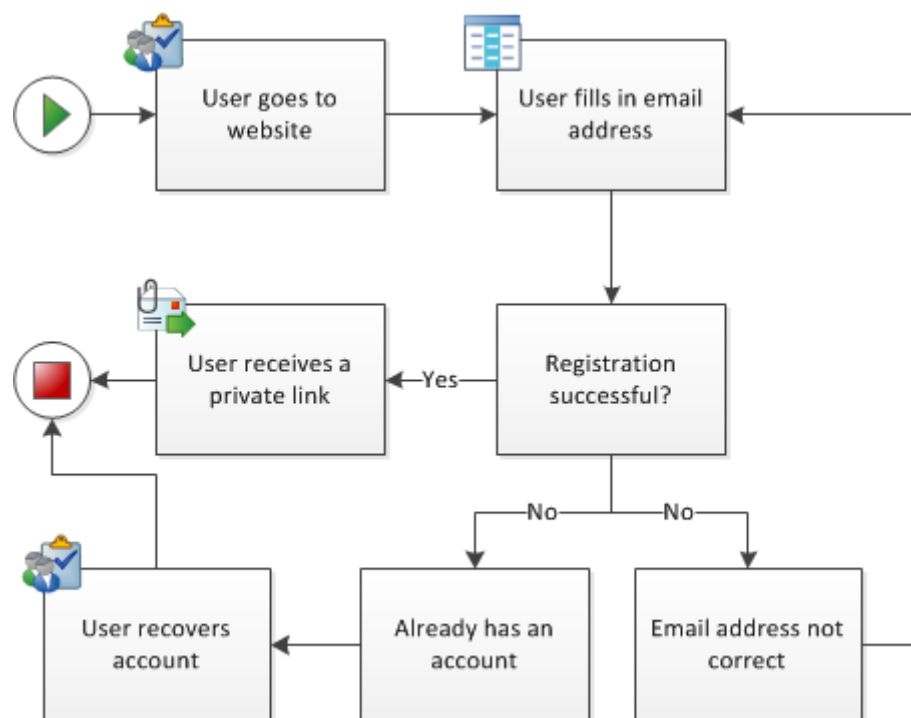 User goes to
website
User fills in email
address
User receives a
private link
Yes
Registration
successful?
No
No
User recovers
account
Already has an
account
Email address not
correct